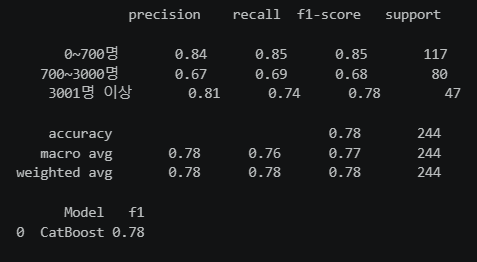 precision recall f1-score support
0~700명 0.84 0.85 0.85 117
700~3000명 0.67 0.69 0.68 80
3001명 이상 0.81 0.74 0.78 47
accuracy 0.78 244
macro avg 0.78 0.76 0.77 244
weighted avg 0.78 0.78 0.78 244
Model f1
0 CatBoost 0.78